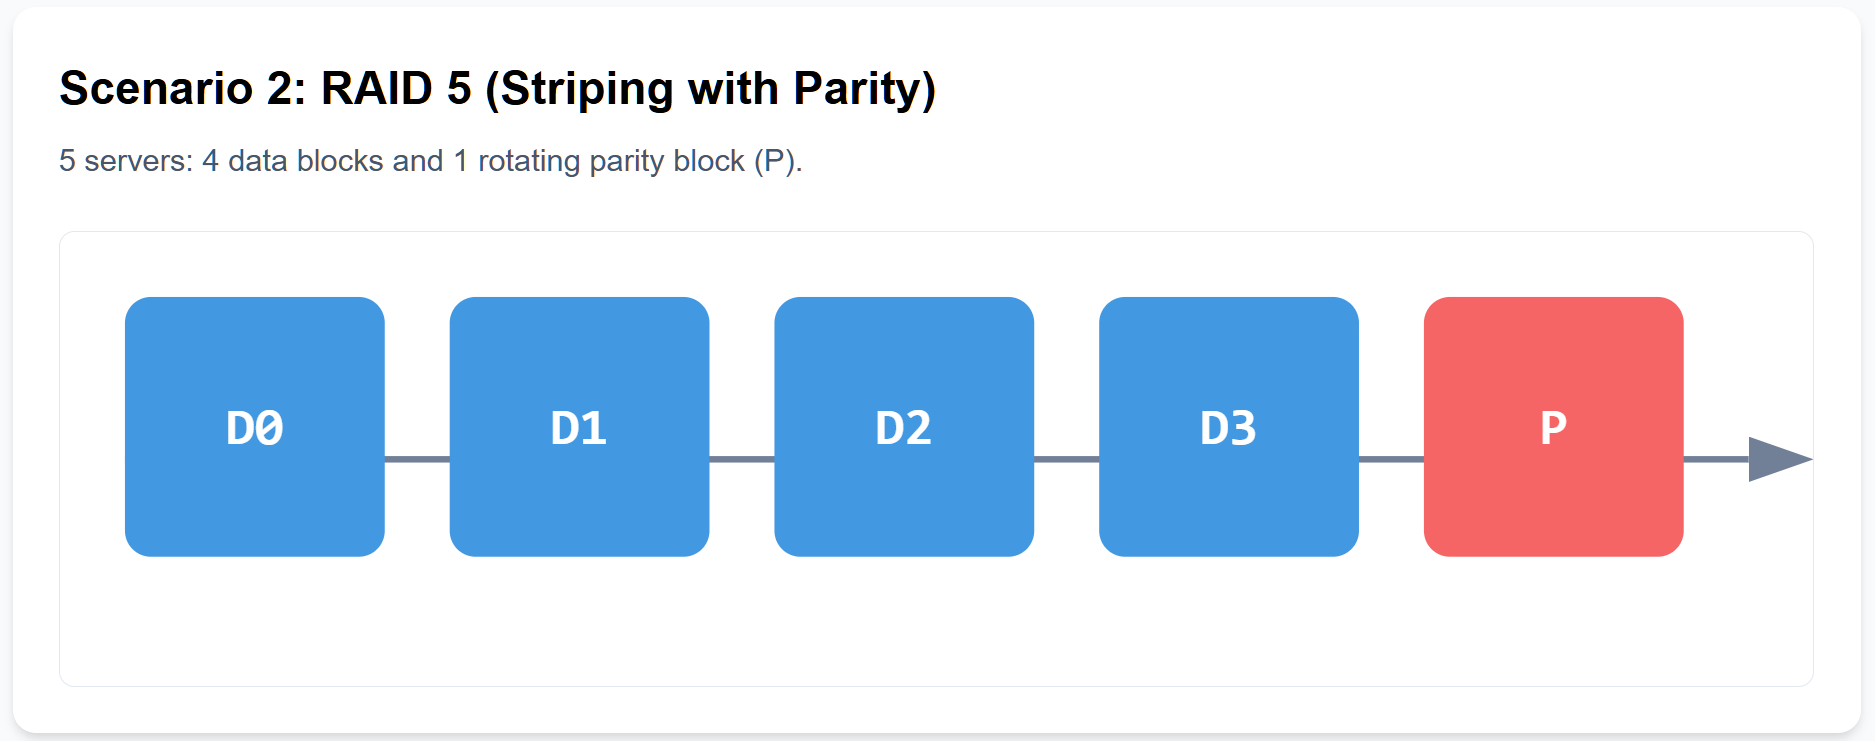 Scenario 2: RAID 5 (Striping with Parity)
5 servers: 4 data blocks and 1 rotating parity block (P).
D0 D1 D2 D3 P